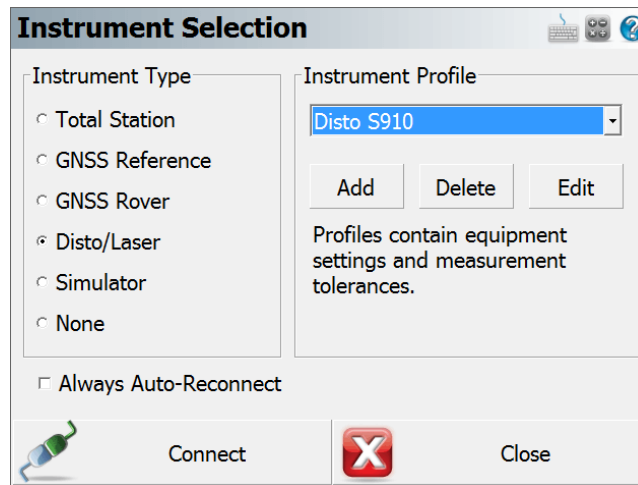 Instrument Selection
Instrument Type
Total Station
GNSS Reference
GNSS Rover
Disto/Laser
Simulator
None
Instrument Profile
Disto S910
Add
Delete
Edit
Profiles contain equipment
settings and measurement
tolerances.
Always Auto-Reconnect
Connect
Close